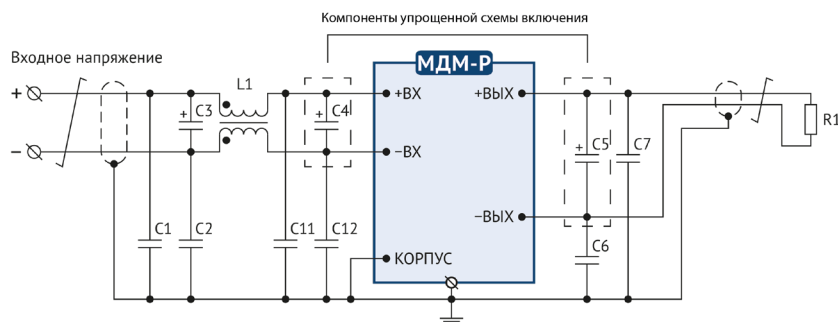 Компоненты упрощенной схемы включения
Входное напряжение
МДМ-Р
L1
+
C3
+
C4
+
+ВХ
+ВЫХ
R1
–
–ВХ
+
C5
C7
–ВЫХ
C1
C2
C11
C12
C6
КОРПУС